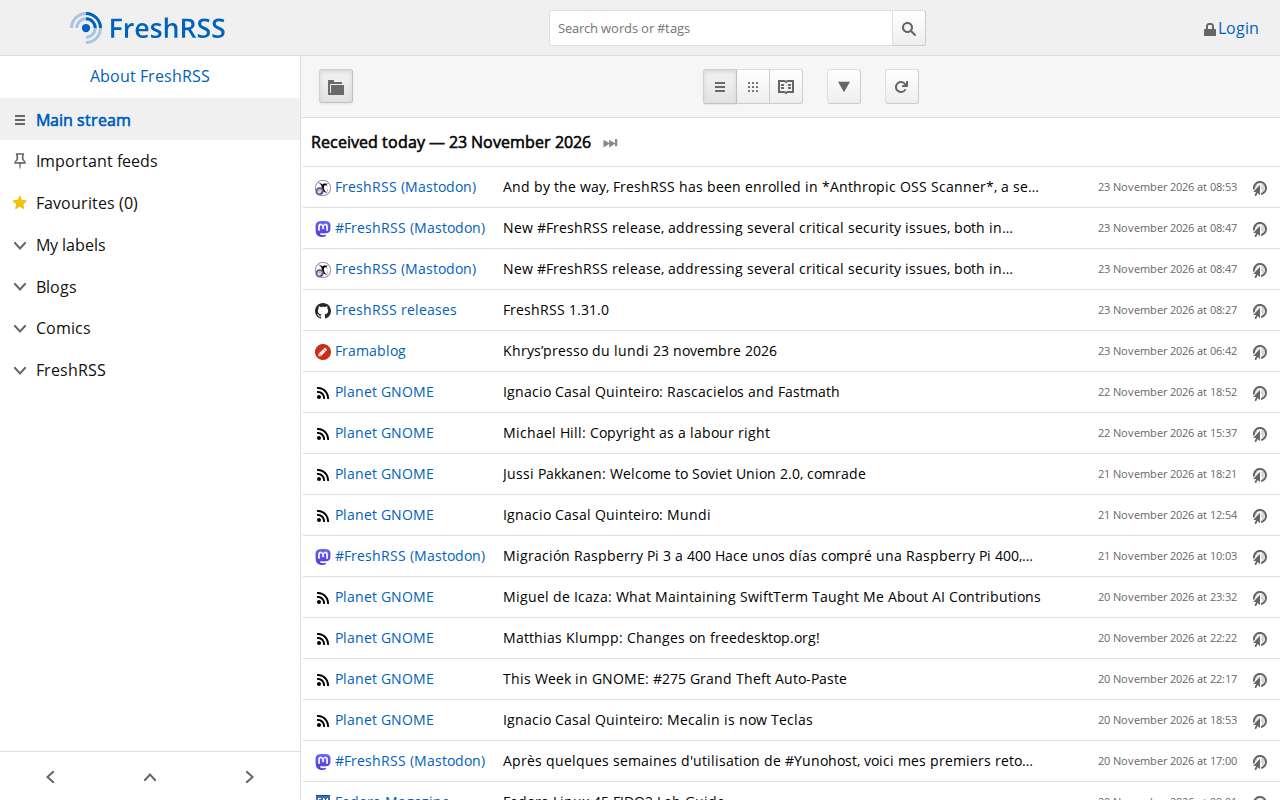 FreshRSS
Search words or #tags
Login
About FreshRSS
Main stream
Important feeds
Favourites (0)
My labels
Blogs
Comics
FreshRSS
Received today — 23 November 2026
FreshRSS (Mastodon) And by the way, FreshRSS has been enrolled in *Anthropic OSS Scanner*, a se… 23 November 2026 at 08:53
#FreshRSS (Mastodon) New #FreshRSS release, addressing several critical security issues, both in… 23 November 2026 at 08:47
FreshRSS (Mastodon) New #FreshRSS release, addressing several critical security issues, both in… 23 November 2026 at 08:47
FreshRSS releases FreshRSS 1.31.0 23 November 2026 at 08:27
Framablog Khrys’presso du lundi 23 novembre 2026 23 November 2026 at 06:42
Planet GNOME Ignacio Casal Quinteiro: Rascacielos and Fastmath 22 November 2026 at 18:52
Planet GNOME Michael Hill: Copyright as a labour right 22 November 2026 at 15:37
Planet GNOME Jussi Pakkanen: Welcome to Soviet Union 2.0, comrade 21 November 2026 at 18:21
Planet GNOME Ignacio Casal Quinteiro: Mundi 21 November 2026 at 12:54
#FreshRSS (Mastodon) Migración Raspberry Pi 3 a 400 Hace unos días compré una Raspberry Pi 400,… 21 November 2026 at 10:03
Planet GNOME Miguel de Icaza: What Maintaining SwiftTerm Taught Me About AI Contributions 20 November 2026 at 23:32
Planet GNOME Matthias Klumpp: Changes on freedesktop.org! 20 November 2026 at 22:22
Planet GNOME This Week in GNOME: #275 Grand Theft Auto-Paste 20 November 2026 at 22:17
Planet GNOME Ignacio Casal Quinteiro: Mecalin is now Teclas 20 November 2026 at 18:53
#FreshRSS (Mastodon) Après quelques semaines d'utilisation de #Yunohost, voici mes premiers reto… 20 November 2026 at 17:00
Fedora Magazine Fedora Linux 45 FIDO2 Lab Guide